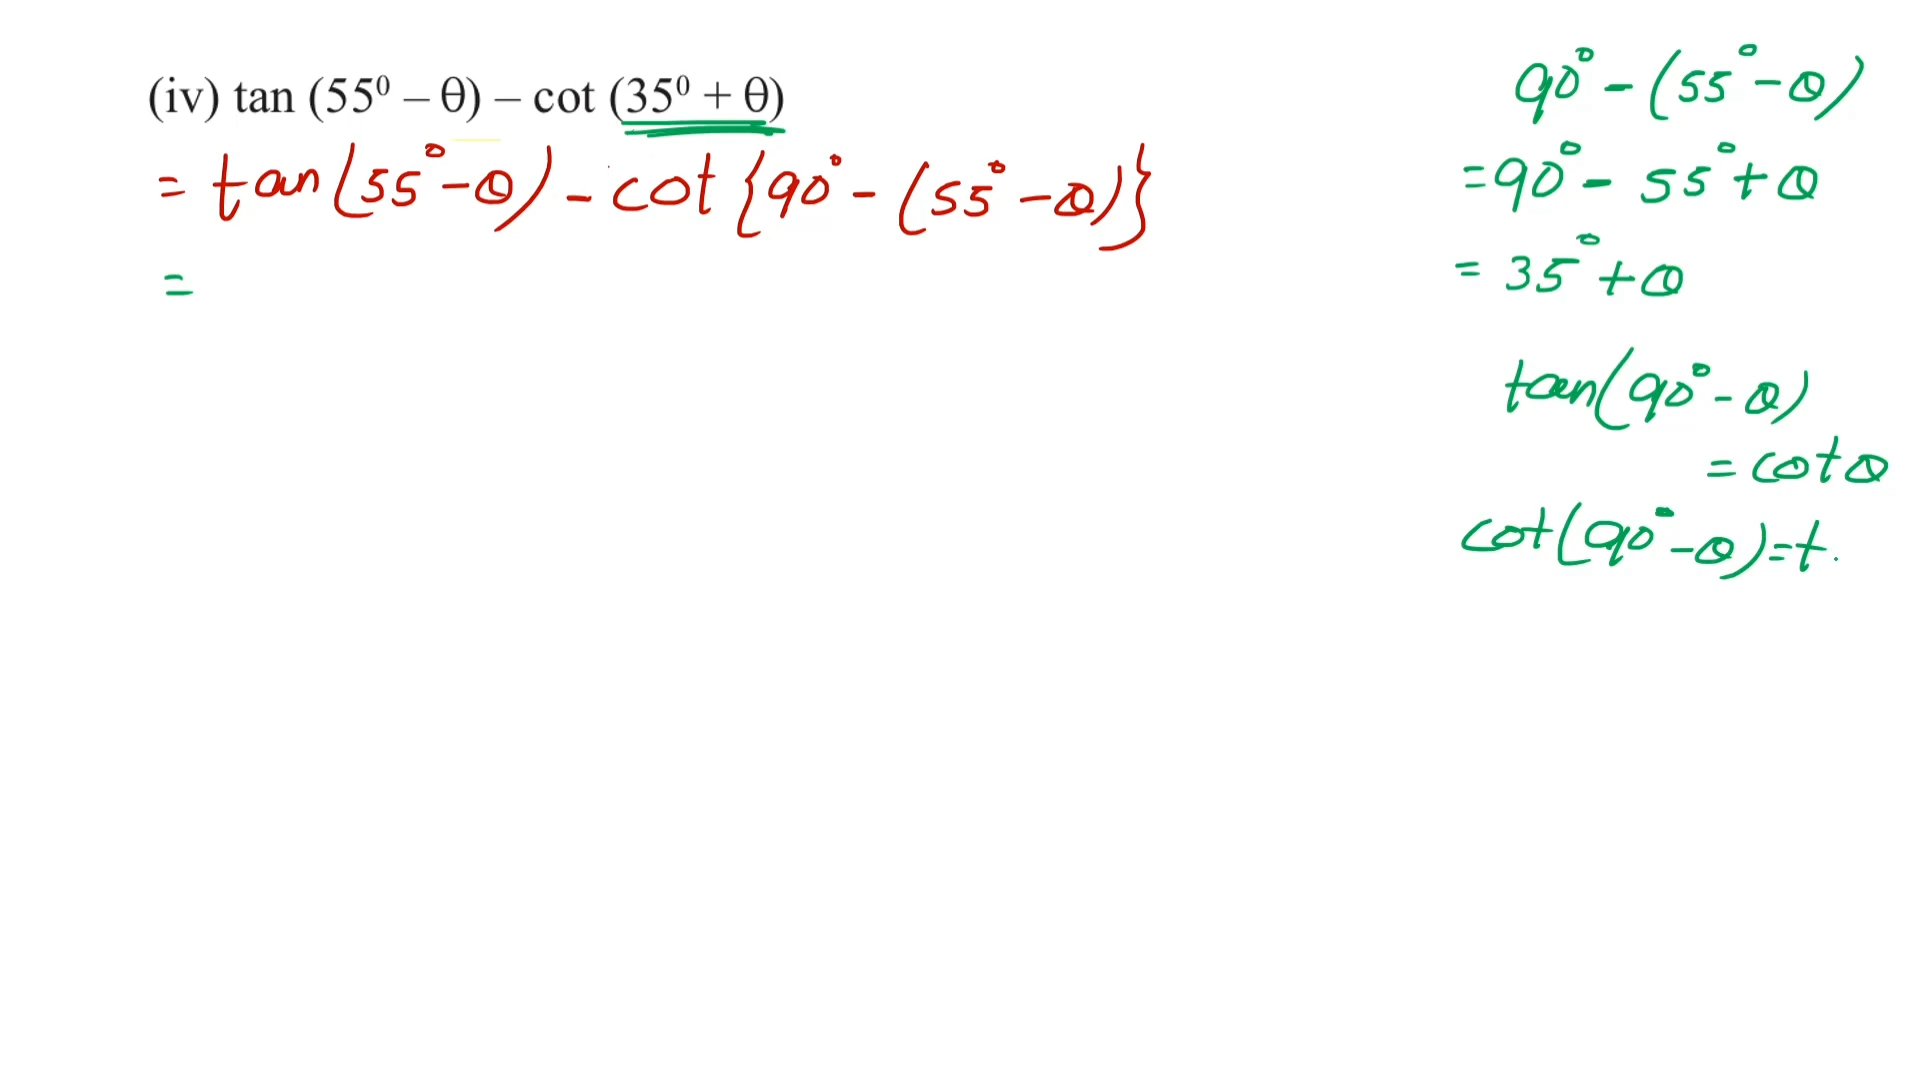 (iv) tan (55⁰ – θ) – cot (35⁰ + θ)
= tan(55° - θ) - cot{90° - (55° - θ)}
=
90° - (55° - θ)
= 90° - 55° + θ
= 35° + θ
tan(90° - θ)
= cot θ
cot(90° - θ) = t